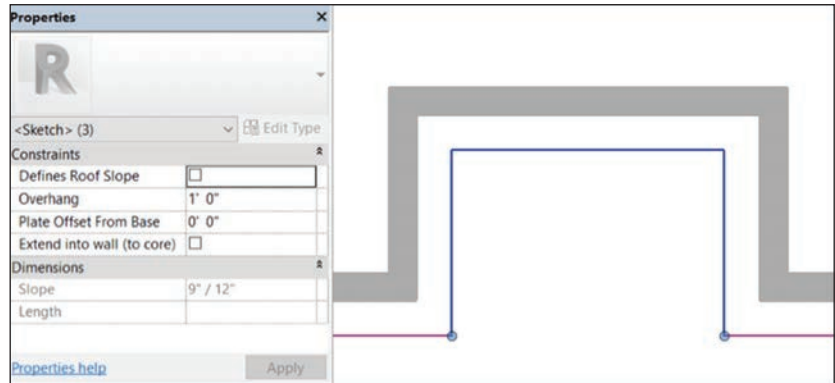 Properties ×
R
<Sketch> (3) Edit Type
Constraints
Defines Roof Slope
Overhang 1' 0"
Plate Offset From Base 0' 0"
Extend into wall (to core)
Dimensions
Slope 9" / 12"
Length
Properties help Apply